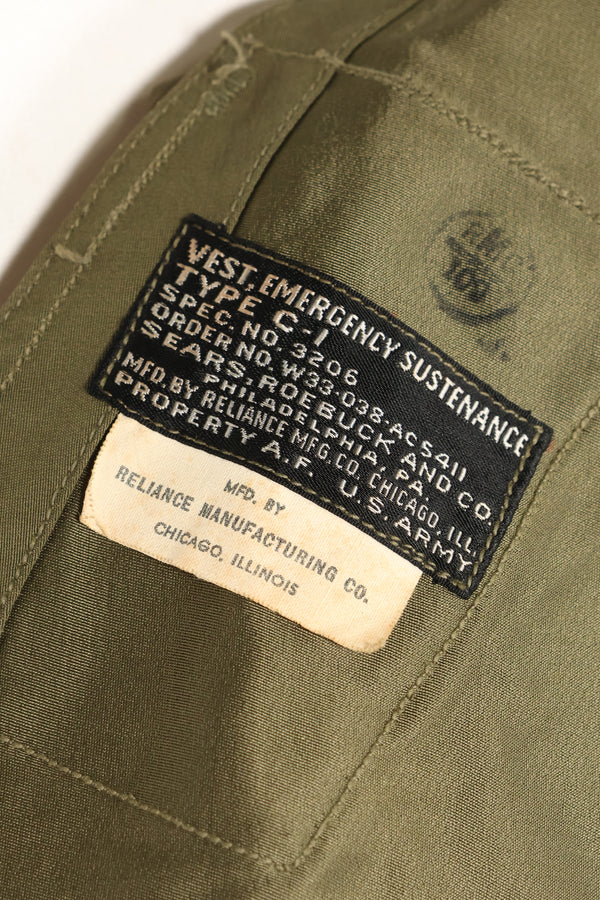 VEST, EMERGENCY SUSTENANCE
TYPE C-1
SPEC. NO. 3206
ORDER NO. W33-038-AC5411
SEARS, ROEBUCK AND CO.
PHILADELPHIA, PA.
MFD. BY RELIANCE MFG CO. CHICAGO, ILL.
PROPERTY A.F. U.S. ARMY
MFD. BY
RELIANCE MANUFACTURING CO.
CHICAGO, ILLINOIS